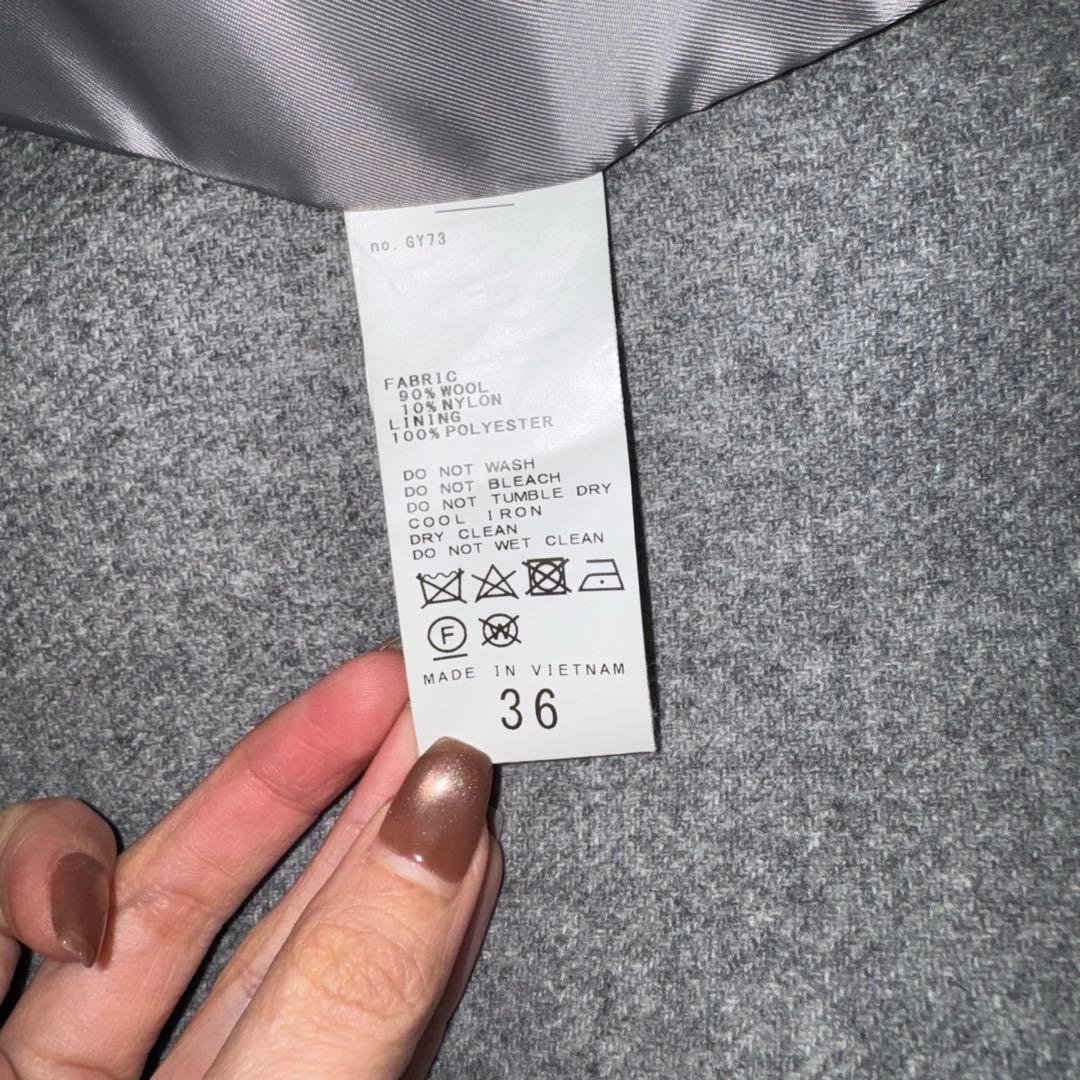 no. GY73
FABRIC
90% WOOL
10% NYLON
LINING
100% POLYESTER
DO NOT WASH
DO NOT BLEACH
DO NOT TUMBLE DRY
COOL IRON
DRY CLEAN
DO NOT WET CLEAN
F W
MADE IN VIETNAM
36